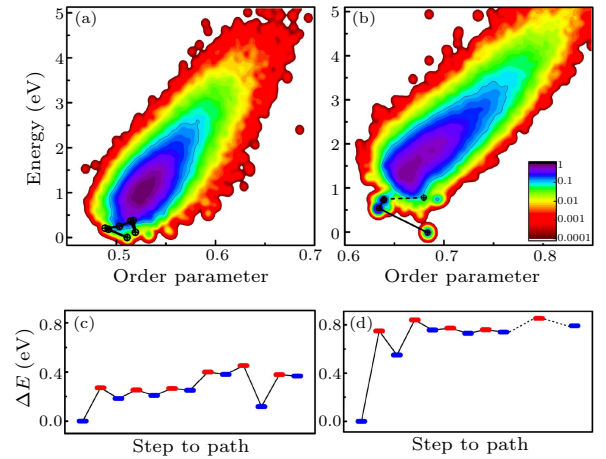 (a)
(b)
Energy (eV)
5
4
3
2
1
0
5
4
3
2
1
0
1
0.1
0.01
0.001
0.0001
0.5
0.6
0.7
0.6
0.7
0.8
Order parameter
Order parameter
(c)
(d)
ΔE (eV)
0.8
0.4
0.0
0.8
0.4
0.0
Step to path
Step to path